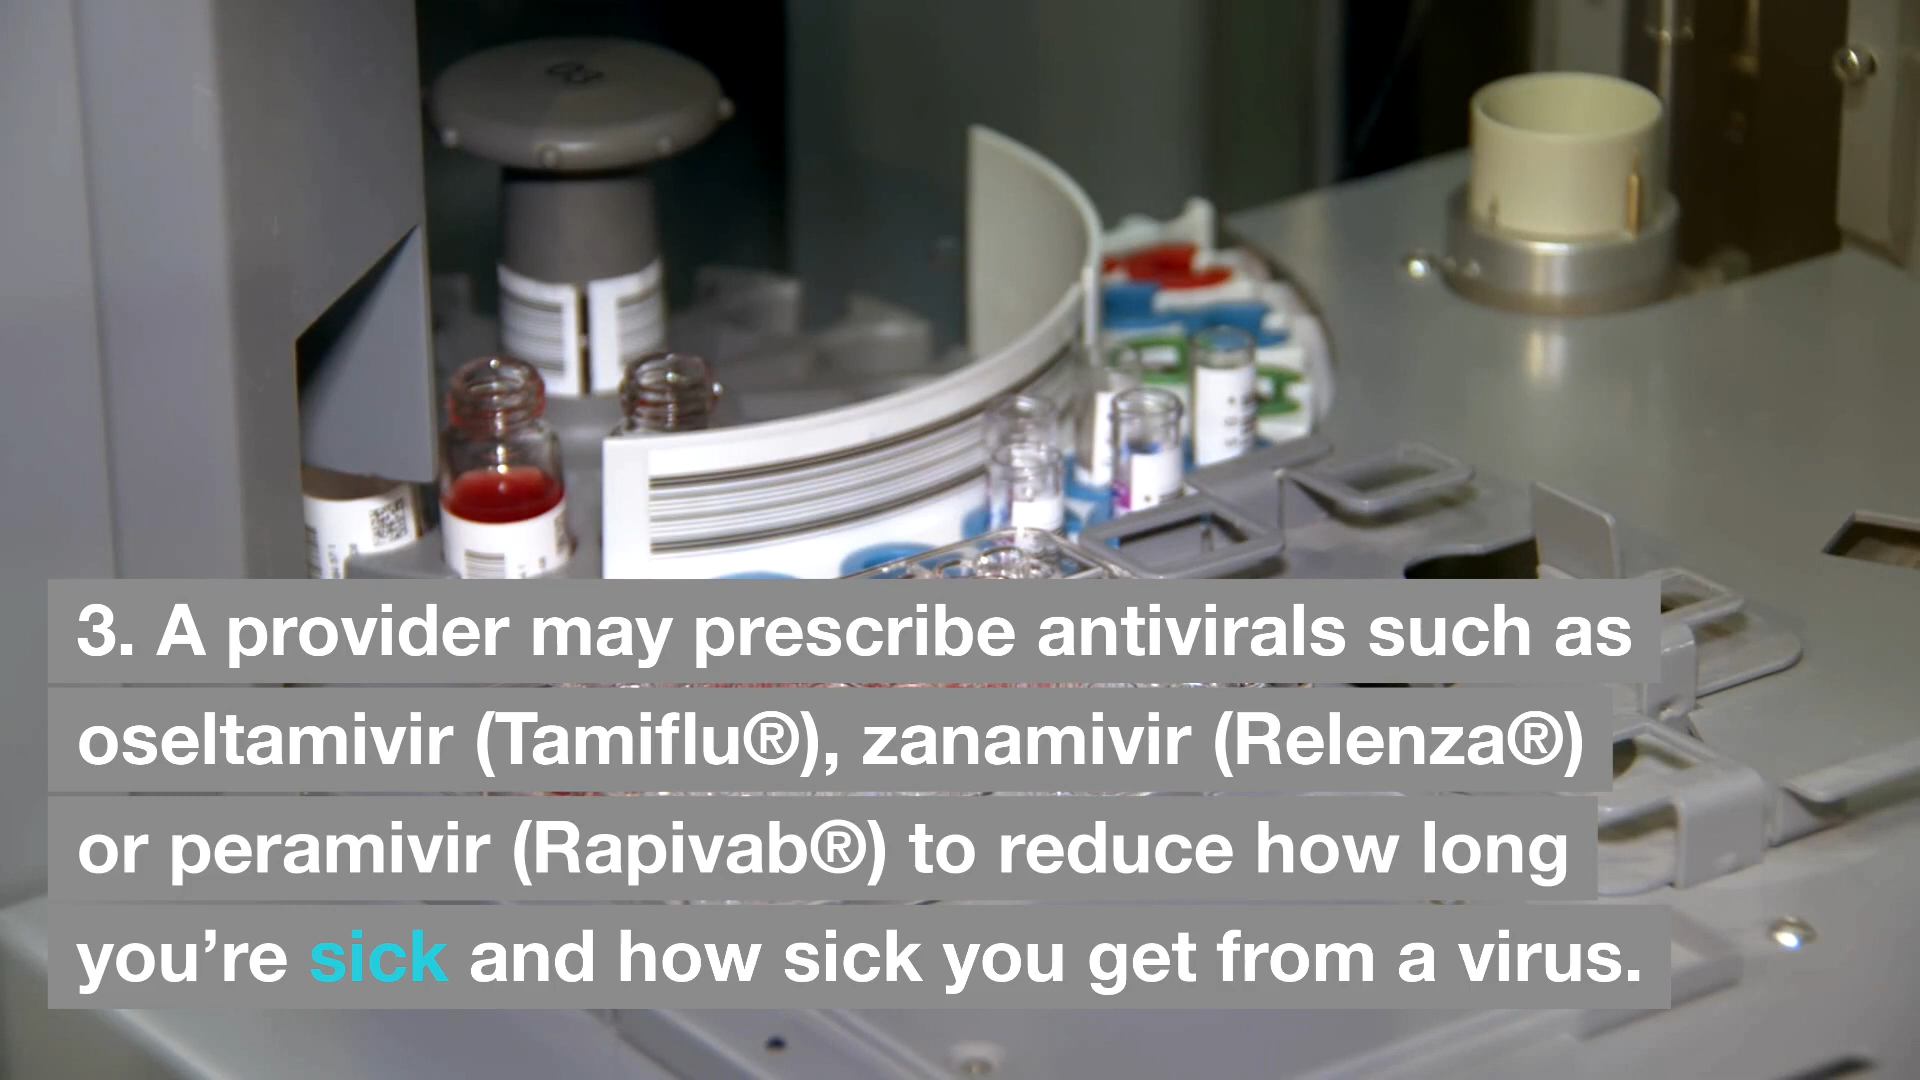 03
3. A provider may prescribe antivirals such as
oseltamivir (Tamiflu®), zanamivir (Relenza®)
or peramivir (Rapivab®) to reduce how long
you’re sick and how sick you get from a virus.